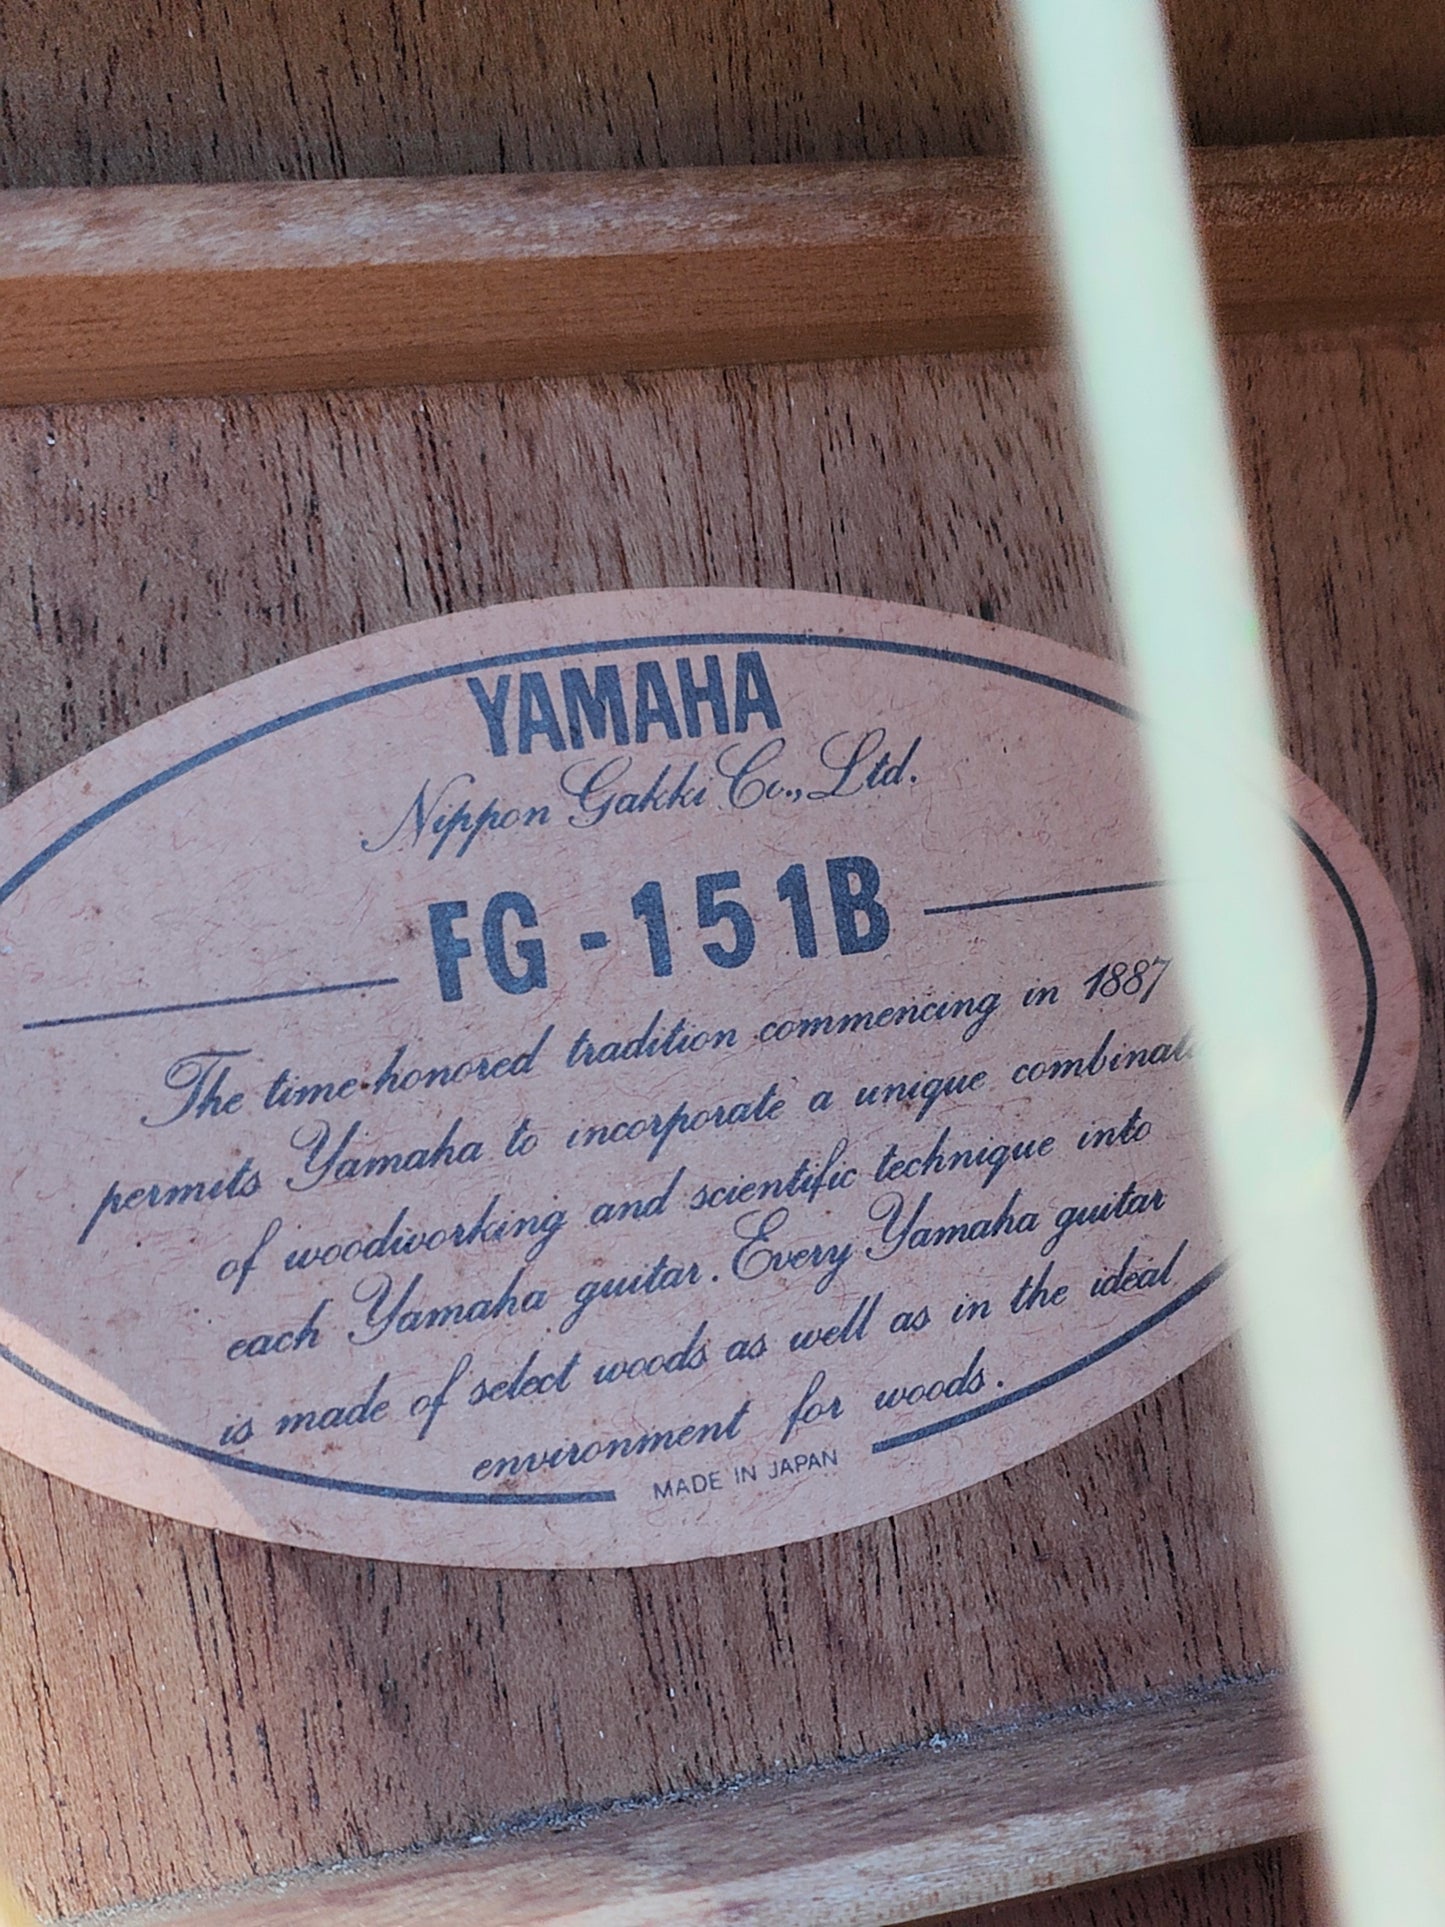 YAMAHA
Nippon Gakki Co., Ltd.
FG-151B
The time-honored tradition commencing in 1887
permits Yamaha to incorporate a unique
of woodworking and scientific technique into
each Yamaha guitar. Every Yamaha guitar
is made of select woods as well as in the ideal
environment for woods.
MADE IN JAPAN